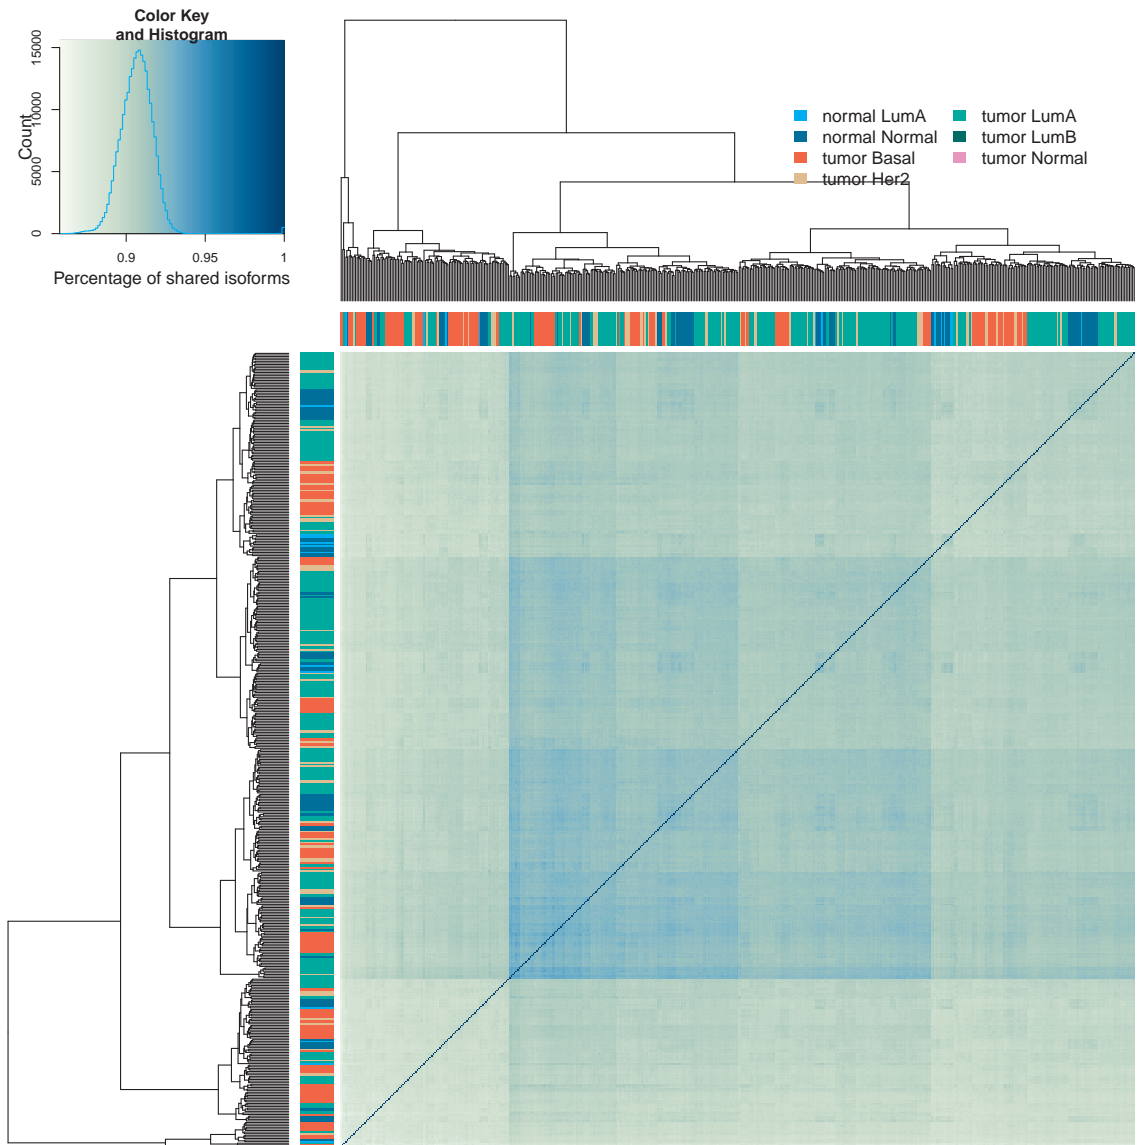 Color Key
and Histogram
Count
0
5000
10000
15000
0.9
0.95
1
Percentage of shared isoforms
normal LumA
normal Normal
tumor Basal
tumor Her2
tumor LumA
tumor LumB
tumor Normal